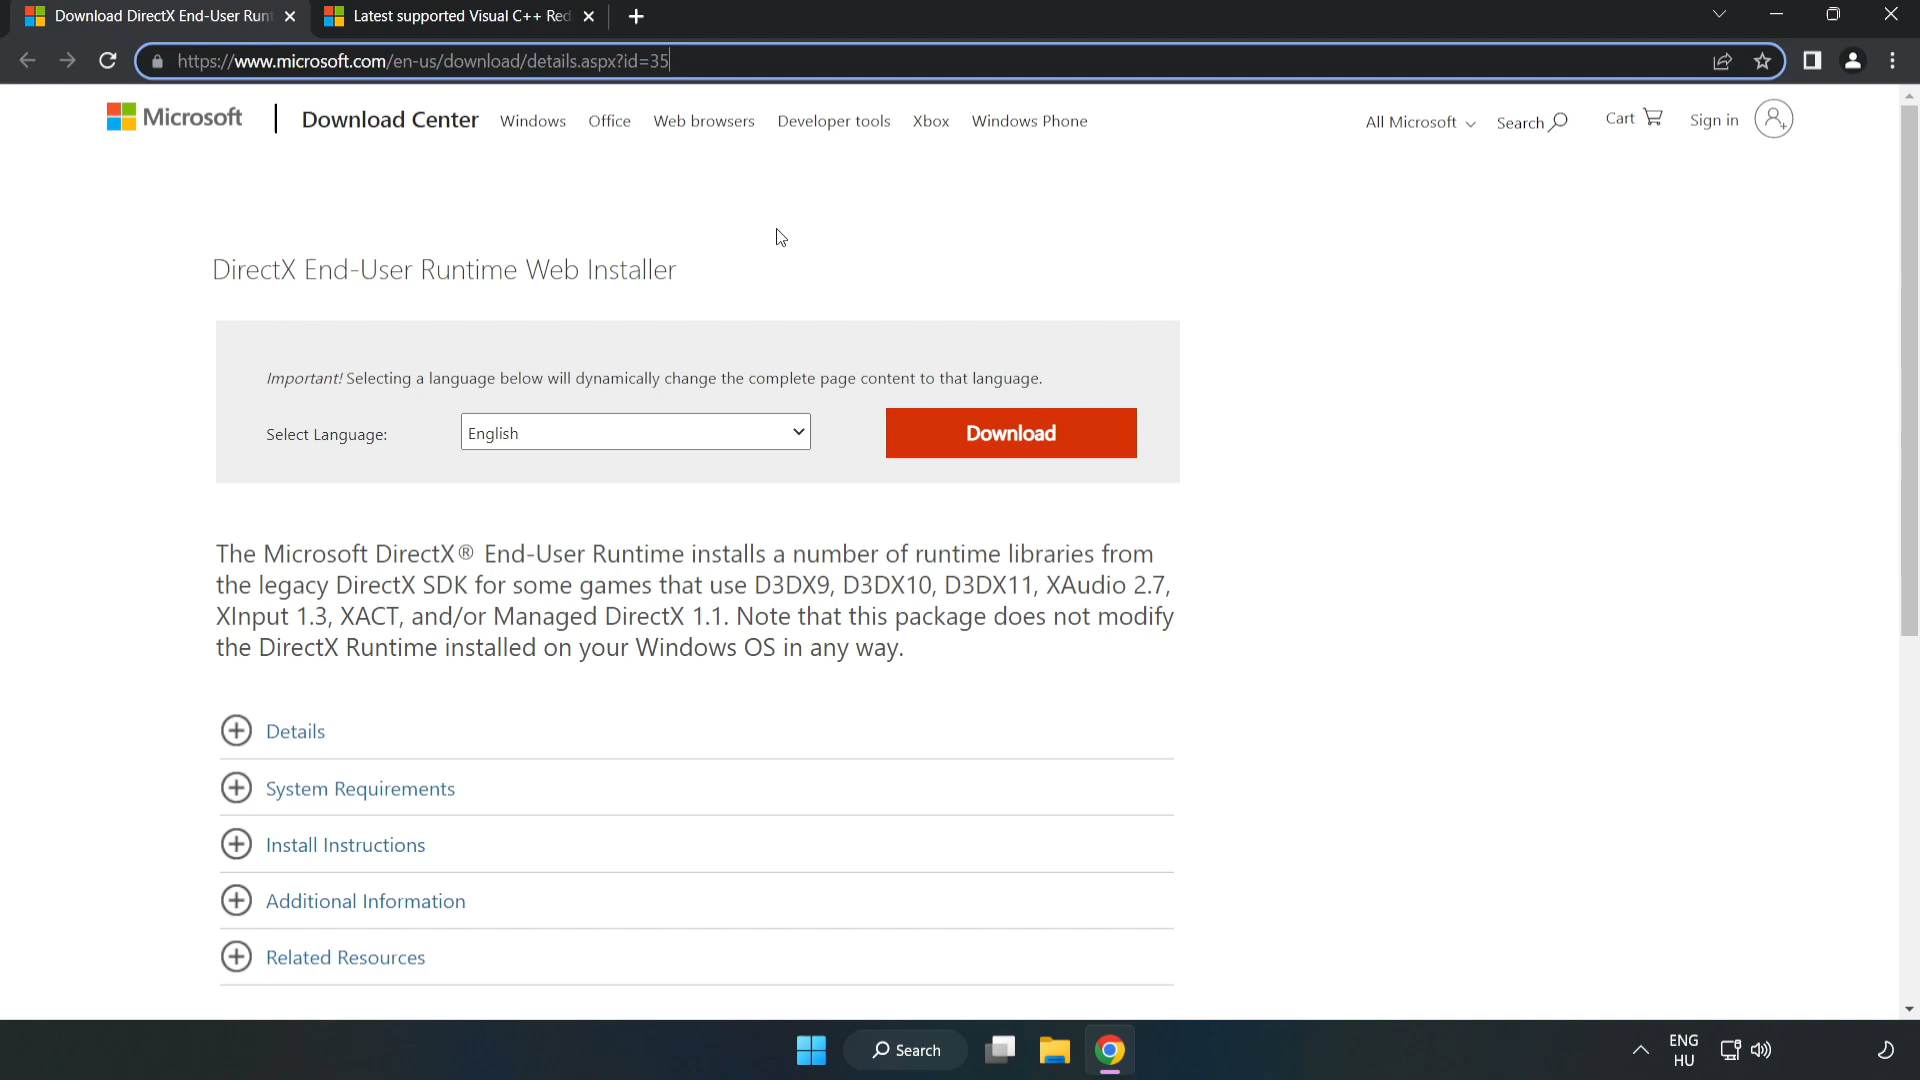 Download DirectX End-User Runt
Latest supported Visual C++ Red
https://www.microsoft.com/en-us/download/details.aspx?id=35
Microsoft
Download Center
Windows
Office
Web browsers
Developer tools
Xbox
Windows Phone
All Microsoft
Search
Cart
Sign in
DirectX End-User Runtime Web Installer
Important! Selecting a language below will dynamically change the complete page content to that language.
Select Language:
English
Download
The Microsoft DirectX® End-User Runtime installs a number of runtime libraries from
the legacy DirectX SDK for some games that use D3DX9, D3DX10, D3DX11, XAudio 2.7,
XInput 1.3, XACT, and/or Managed DirectX 1.1. Note that this package does not modify
the DirectX Runtime installed on your Windows OS in any way.
Details
System Requirements
Install Instructions
Additional Information
Related Resources
Search
ENG
HU